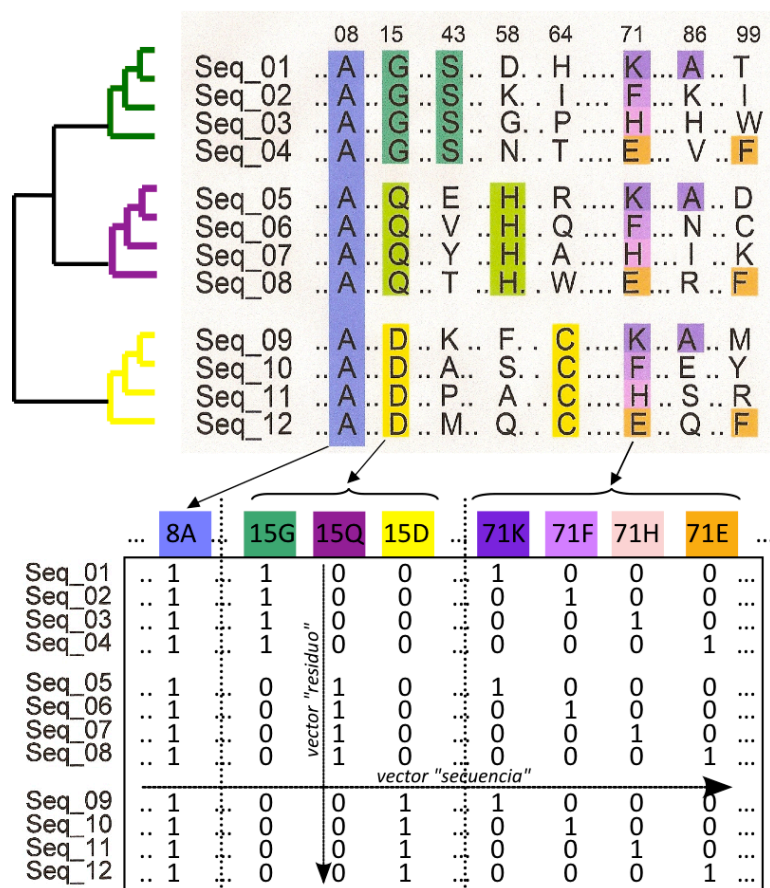 08 15 43 58 64 71 86 99
Seq_01 ..A..G..S.. D.. H....K..A.. T
Seq_02 ..A..G..S.. K.. I ....F..K.. I
Seq_03 ..A..G..S.. G.. P ....H..H..W
Seq_04 ..A..G..S.. N.. T ....E..V..F
Seq_05 ..A..Q.. E..H.. R....K..A..D
Seq_06 ..A..Q.. V..H.. Q....F..N..C
Seq_07 ..A..Q.. Y..H.. A....H.. I..K
Seq_08 ..A..Q.. T..H.. W....E.. R..F
Seq_09 ..A..D.. K.. F..C....K..A..M
Seq_10 ..A..D.. A.. S..C....F.. E..Y
Seq_11 ..A..D.. P.. A..C....H.. S..R
Seq_12 ..A..D.. M.. Q..C....E.. Q..F
... 8A ... 15G 15Q 15D ... 71K 71F 71H 71E ...
Seq_01 .. 1 ... 1 0 0 ... 1 0 0 0 ...
Seq_02 .. 1 ... 1 0 0 ... 0 1 0 0 ...
Seq_03 .. 1 ... 1 0 0 ... 0 0 1 0 ...
Seq_04 .. 1 ... 1 0 0 ... 0 0 0 1 ...
vector "residuo"
Seq_05 .. 1 ... 0 1 0 ... 1 0 0 0 ...
Seq_06 .. 1 ... 0 1 0 ... 0 1 0 0 ...
Seq_07 .. 1 ... 0 1 0 ... 0 0 1 0 ...
Seq_08 .. 1 ... 0 1 0 ... 0 0 0 1 ...
vector "secuencia"
Seq_09 .. 1 ... 0 0 1 ... 1 0 0 0 ...
Seq_10 .. 1 ... 0 0 1 ... 0 1 0 0 ...
Seq_11 .. 1 ... 0 0 1 ... 0 0 1 0 ...
Seq_12 .. 1 ... 0 0 1 ... 0 0 0 1 ...